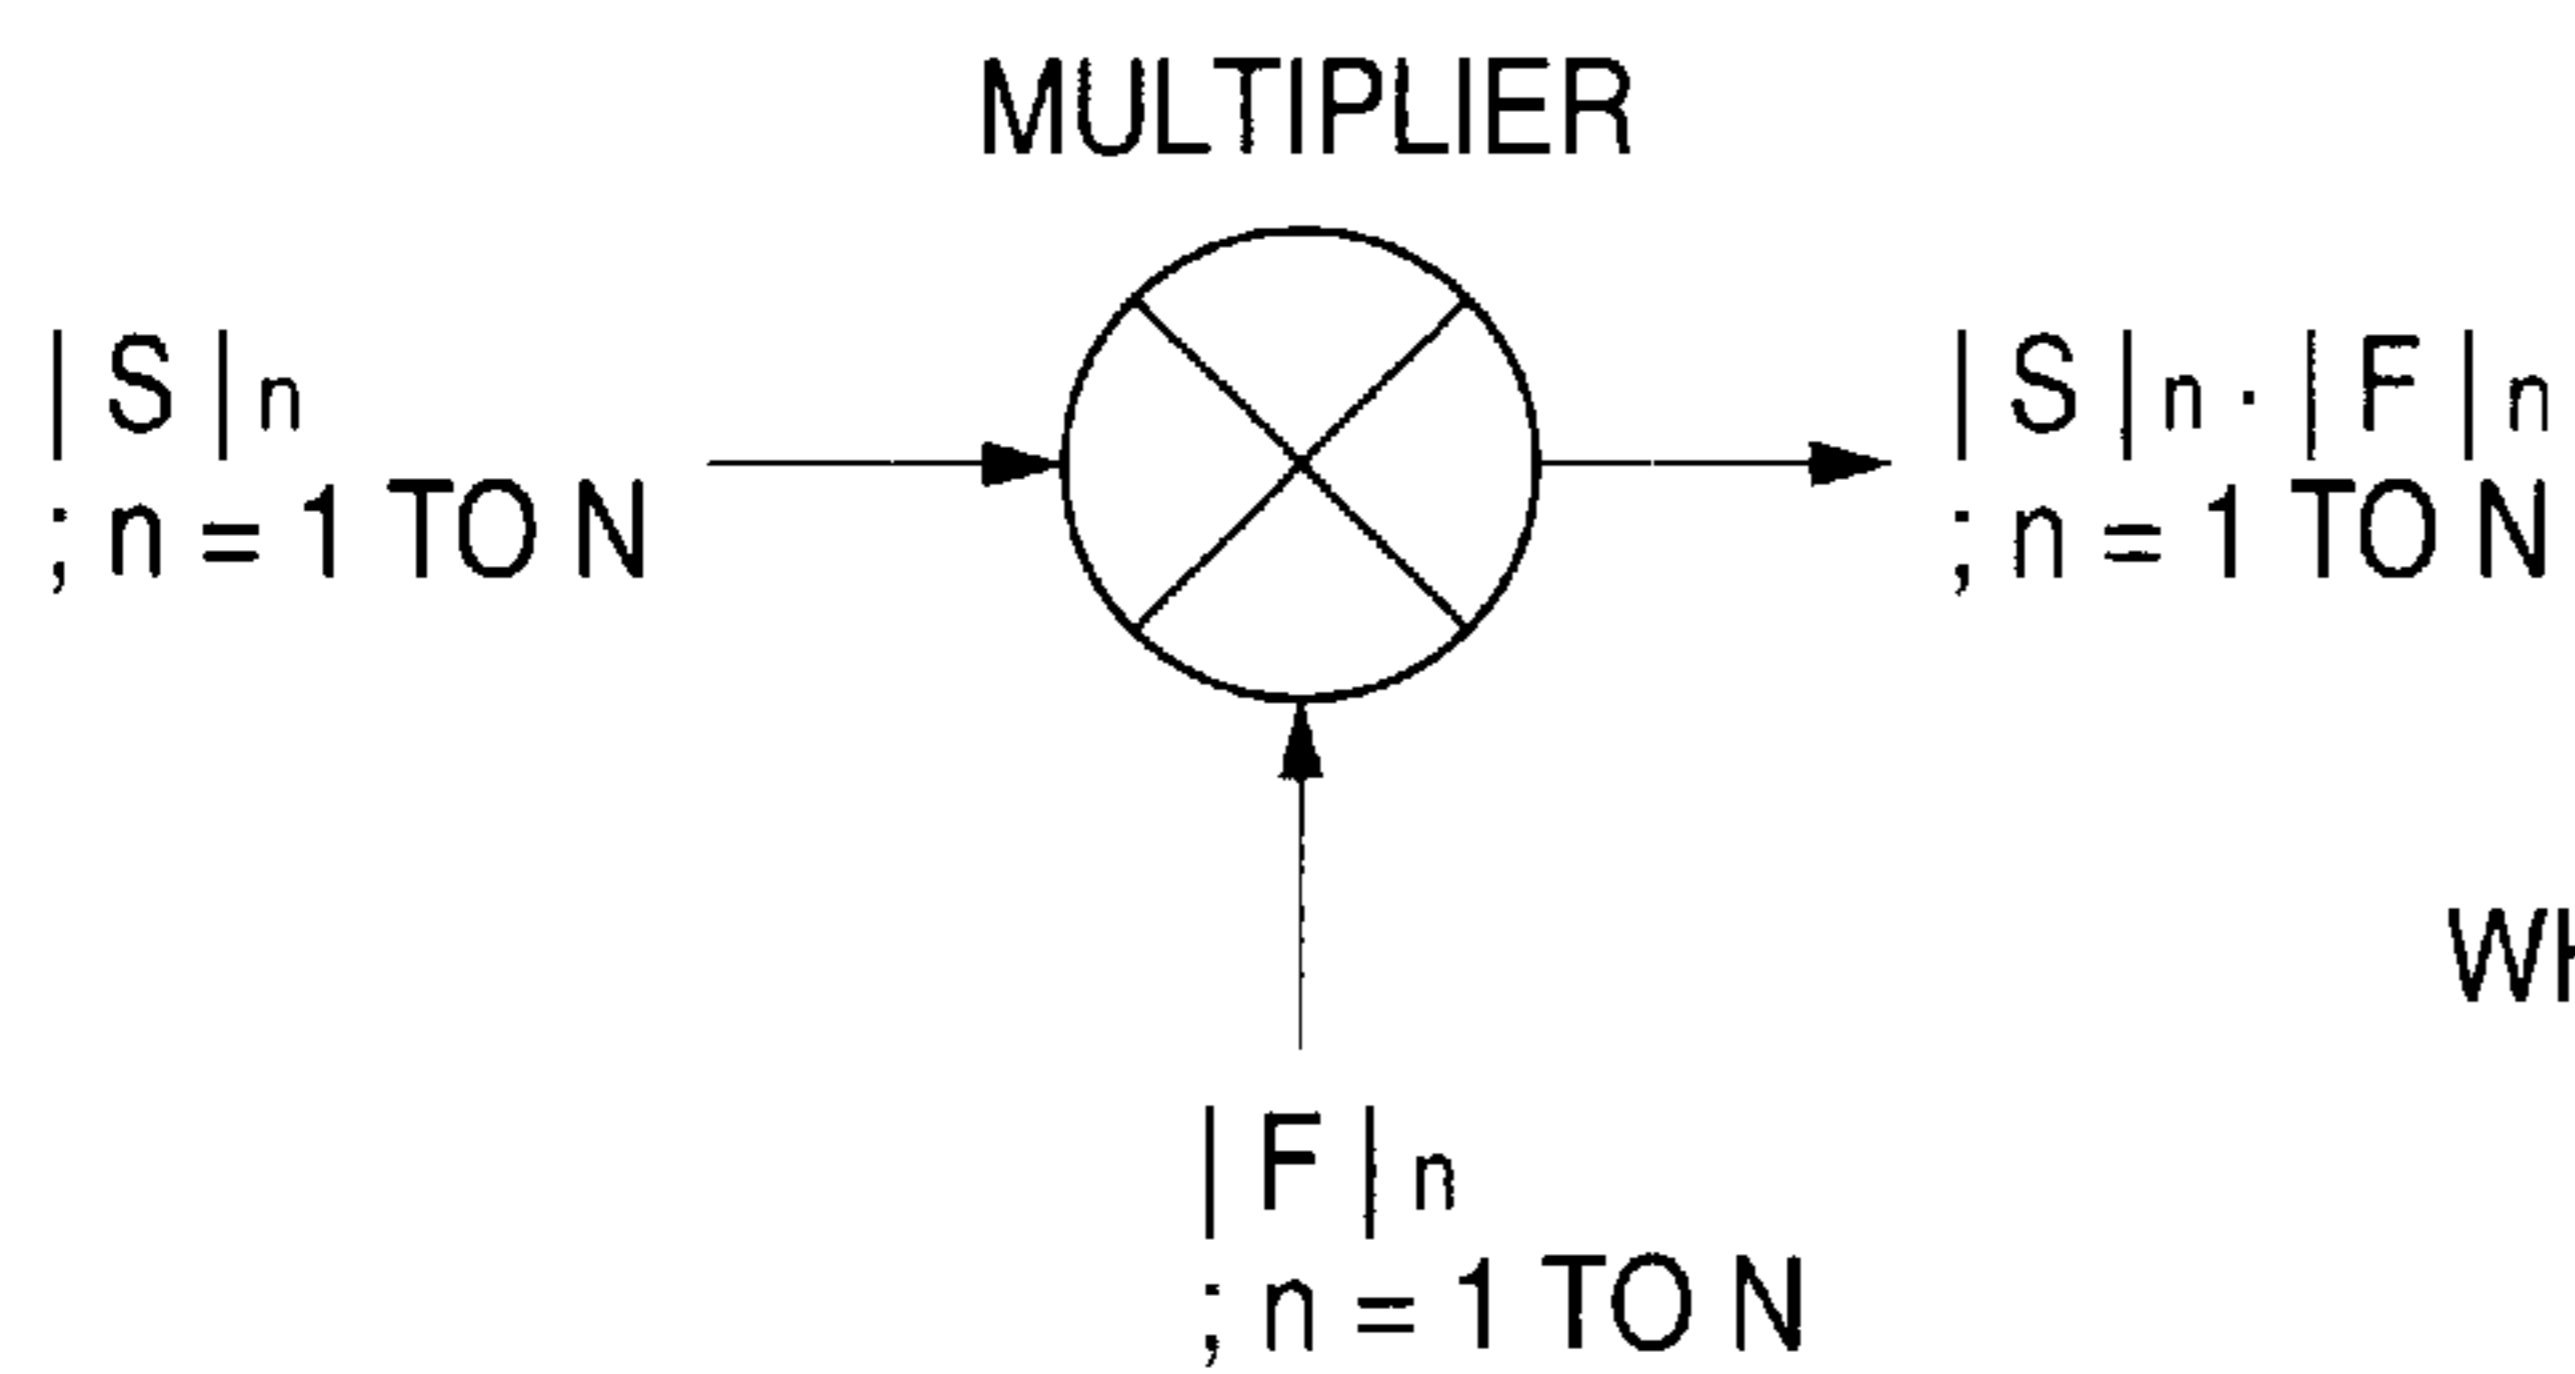 MULTIPLIER
|S|n
; n = 1 TO N
|S|n · |F|n
; n = 1 TO N
|F|n
; n = 1 TO N